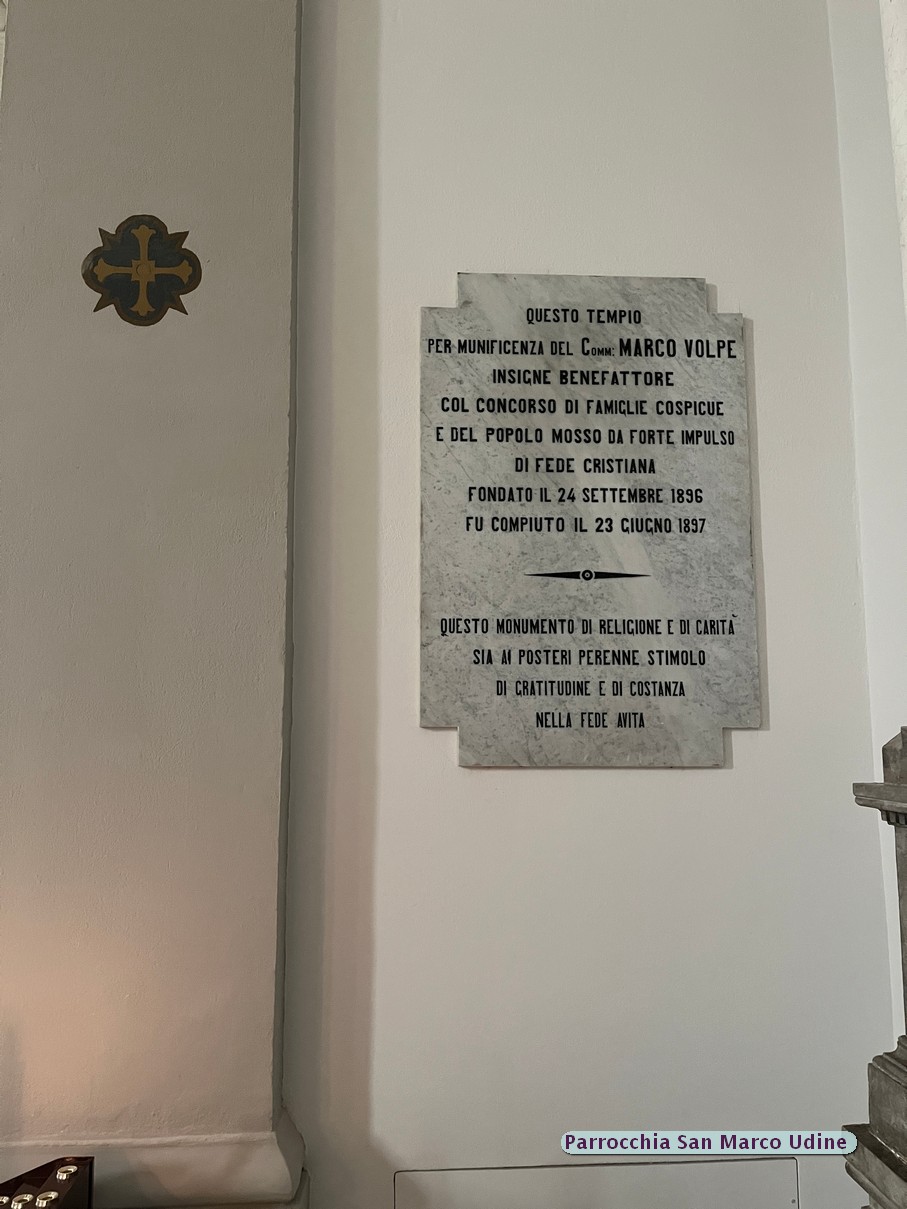 QUESTO TEMPIO
PER MUNIFICENZA DEL COMM: MARCO VOLPE
INSIGNE BENEFATTORE
COL CONCORSO DI FAMIGLIE COSPICUE
E DEL POPOLO MOSSO DA FORTE IMPULSO
DI FEDE CRISTIANA
FONDATO IL 24 SETTEMBRE 1896
FU COMPIUTO IL 23 GIUGNO 1897
QUESTO MONUMENTO DI RELIGIONE E DI CARITÀ
SIA AI POSTERI PERENNE STIMOLO
DI GRATITUDINE E DI COSTANZA
NELLA FEDE AVITA
Parrocchia San Marco Udine